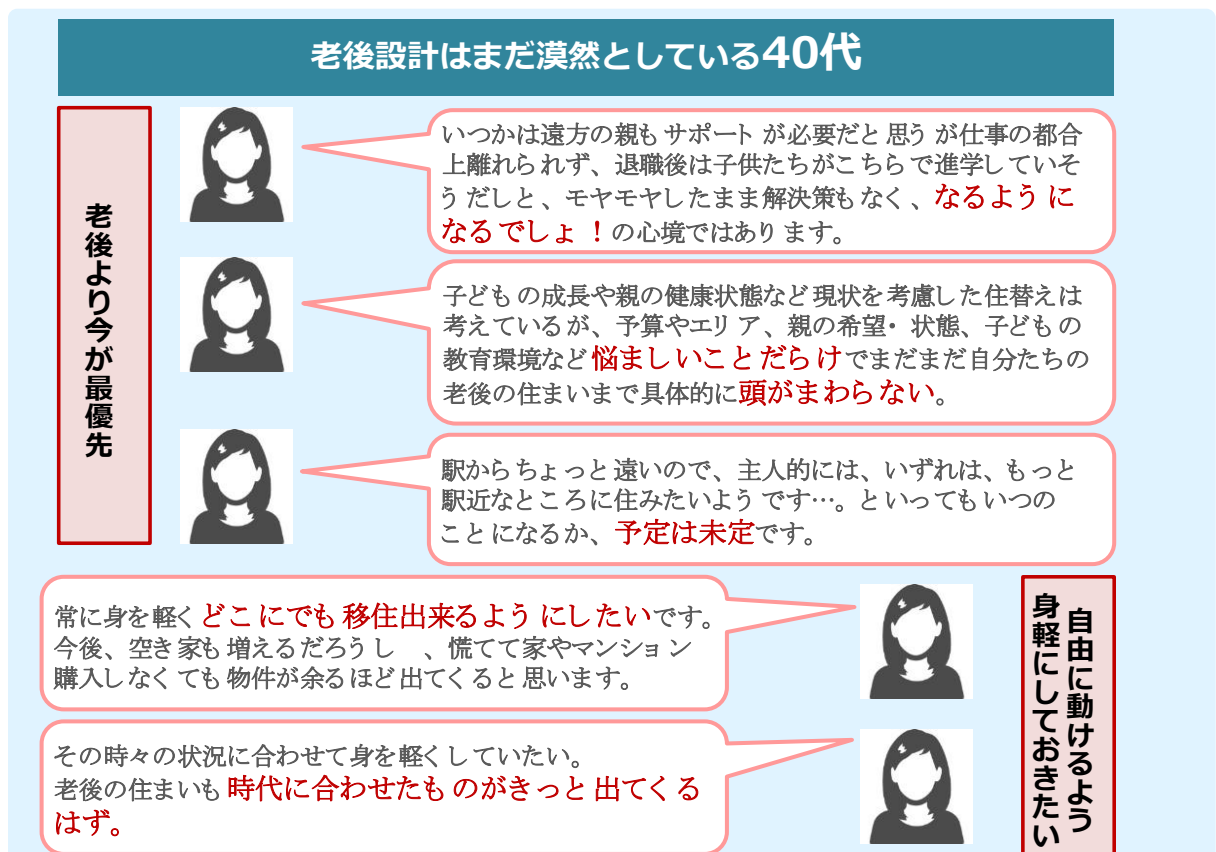 老後設計はまだ漠然としている40代
老後より今が最優先
いつかは遠方の親もサポートが必要だと思うが仕事の都合
上離れられず、退職後は子供たちがこちらで進学していそ
うだしと、モヤモヤしたまま解決策もなく、なるように
なるでしょ！の心境ではあります。
子どもの成長や親の健康状態など現状を考慮した住替えは
考えているが、予算やエリア、親の希望・状態、子どもの
教育環境など悩ましいことだらけでまだまだ自分たちの
老後の住まいまで具体的に頭がまわらない。
駅からちょっと遠いので、主人的には、いずれは、もっと
駅近なところに住みたいようです…。といってもいつの
ことになるか、予定は未定です。
自由に動けるよう
身軽にしておきたい
常に身を軽くどこにでも移住出来るようにしたいです。
今後、空き家も増えるだろうし　、慌てて家やマンション
購入しなくても物件が余るほど出てくると思います。
その時々の状況に合わせて身を軽くしていたい。
老後の住まいも時代に合わせたものがきっと出てくる
はず。